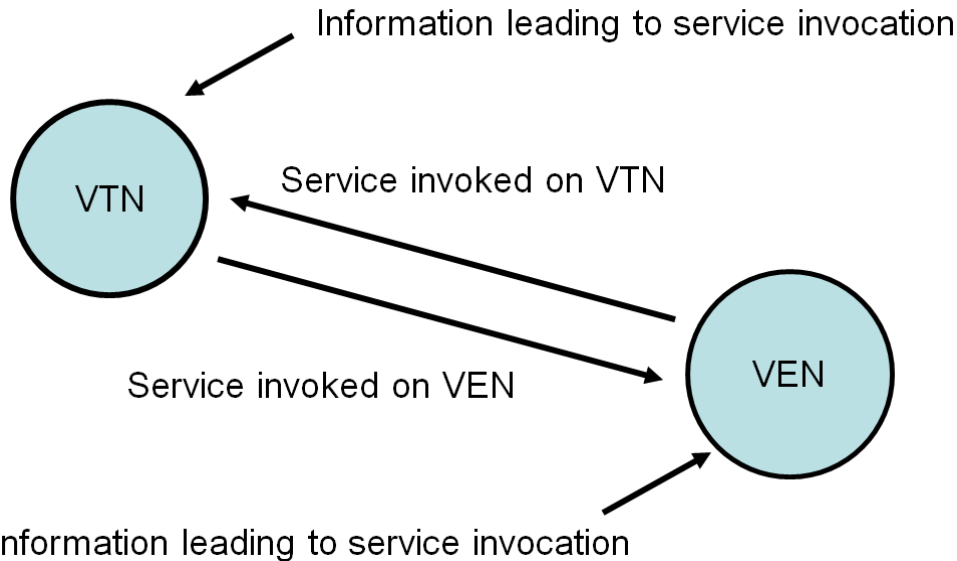 Information leading to service invocation
VTN
Service invoked on VTN
Service invoked on VEN
VEN
nformation leading to service invocation